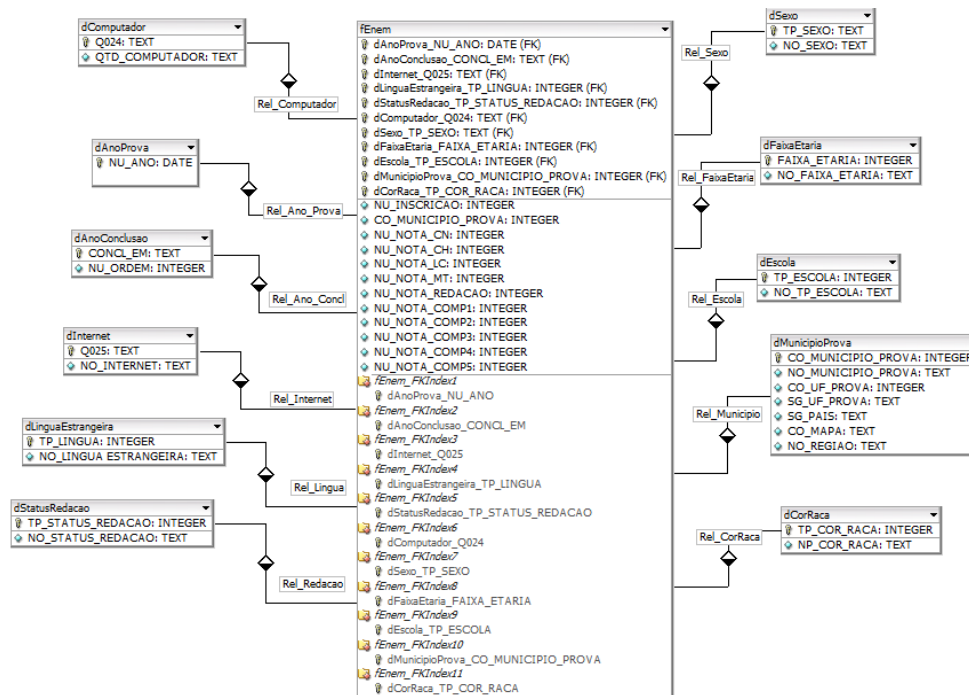 dComputador
Q024: TEXT
QTD_COMPUTADOR: TEXT
Rel_Computador
dAnoProva
NU_ANO: DATE
Rel_Ano_Prova
dAnoConclusao
CONCL_EM: TEXT
NU_ORDEM: INTEGER
Rel_Ano_Concl
dInternet
Q025: TEXT
NO_INTERNET: TEXT
Rel_Internet
dLinguaEstrangeira
TP_LINGUA: INTEGER
NO_LINGUA ESTRANGEIRA: TEXT
Rel_Lingua
dStatusRedacao
TP_STATUS_REDACAO: INTEGER
NO_STATUS_REDACAO: TEXT
Rel_Redacao
fEnem
dAnoProva_NU_ANO: DATE (FK)
dAnoConclusao_CONCL_EM: TEXT (FK)
dInternet_Q025: TEXT (FK)
dLinguaEstrangeira_TP_LINGUA: INTEGER (FK)
dStatusRedacao_TP_STATUS_REDACAO: INTEGER (FK)
dComputador_Q024: TEXT (FK)
dSexo_TP_SEXO: TEXT (FK)
dFaixaEtaria_FAIXA_ETARIA: INTEGER (FK)
dEscola_TP_ESCOLA: INTEGER (FK)
dMunicipioProva_CO_MUNICIPIO_PROVA: INTEGER (FK)
dCorRaca_TP_COR_RACA: INTEGER (FK)
NU_INSCRICAO: INTEGER
CO_MUNICIPIO_PROVA: INTEGER
NU_NOTA_CN: INTEGER
NU_NOTA_CH: INTEGER
NU_NOTA_LC: INTEGER
NU_NOTA_MT: INTEGER
NU_NOTA_REDACAO: INTEGER
NU_NOTA_COMP1: INTEGER
NU_NOTA_COMP2: INTEGER
NU_NOTA_COMP3: INTEGER
NU_NOTA_COMP4: INTEGER
NU_NOTA_COMP5: INTEGER
fEnem_FKIndex1
dAnoProva_NU_ANO
fEnem_FKIndex2
dAnoConclusao_CONCL_EM
fEnem_FKIndex3
dInternet_Q025
fEnem_FKIndex4
dLinguaEstrangeira_TP_LINGUA
fEnem_FKIndex5
dStatusRedacao_TP_STATUS_REDACAO
fEnem_FKIndex6
dComputador_Q024
fEnem_FKIndex7
dSexo_TP_SEXO
fEnem_FKIndex8
dFaixaEtaria_FAIXA_ETARIA
fEnem_FKIndex9
dEscola_TP_ESCOLA
fEnem_FKIndex10
dMunicipioProva_CO_MUNICIPIO_PROVA
fEnem_FKIndex11
dCorRaca_TP_COR_RACA
dSexo
TP_SEXO: TEXT
NO_SEXO: TEXT
Rel_Sexo
dFaixaEtaria
FAIXA_ETARIA: INTEGER
NO_FAIXA_ETARIA: TEXT
Rel_FaixaEtaria
dEscola
TP_ESCOLA: INTEGER
NO_TP_ESCOLA: TEXT
Rel_Escola
dMunicipioProva
CO_MUNICIPIO_PROVA: INTEGER
NO_MUNICIPIO_PROVA: TEXT
CO_UF_PROVA: INTEGER
SG_UF_PROVA: TEXT
SG_PAIS: TEXT
CO_MAPA: TEXT
NO_REGIAO: TEXT
Rel_Municipio
dCorRaca
TP_COR_RACA: INTEGER
NP_COR_RACA: TEXT
Rel_CorRaca